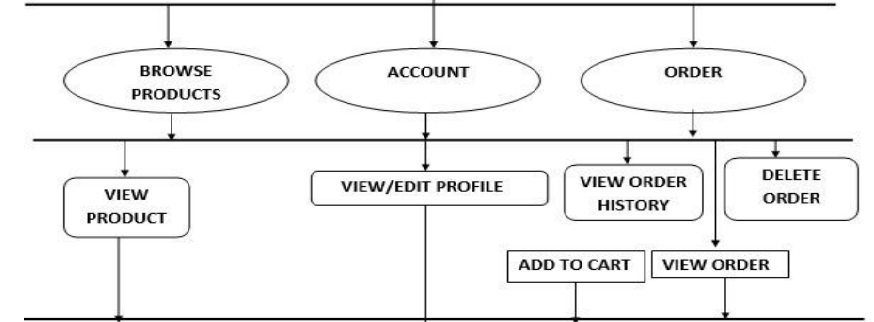 BROWSE
PRODUCTS
ACCOUNT
ORDER
VIEW
PRODUCT
VIEW/EDIT PROFILE
VIEW ORDER
HISTORY
DELETE
ORDER
ADD TO CART
VIEW ORDER